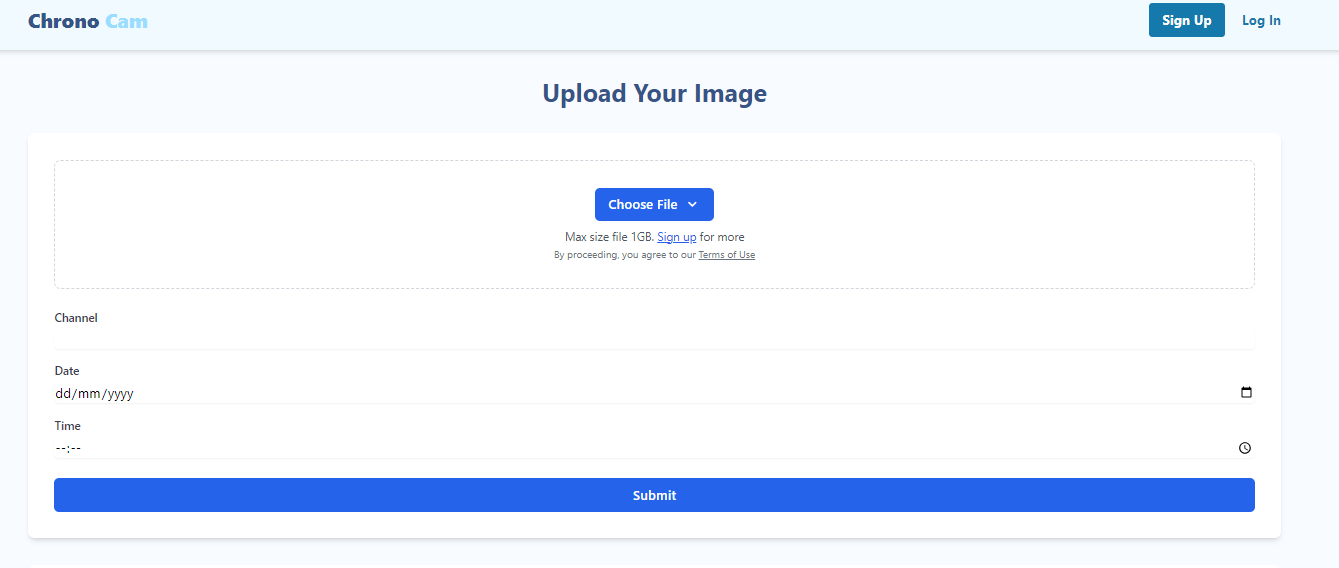 Chrono Cam
Sign Up
Log In
Upload Your Image
Choose File
Max size file 1GB. Sign up for more
By proceeding, you agree to our Terms of Use
Channel
Date
dd/mm/yyyy
Time
--:--
Submit